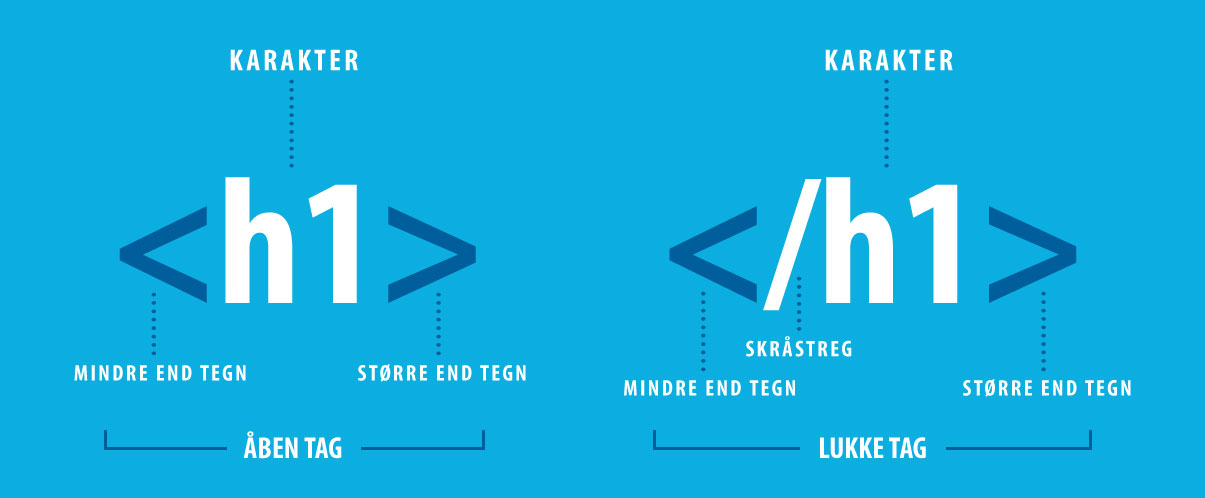 KARAKTER
<h1>
MINDRE END TEGN
STØRRE END TEGN
ÅBEN TAG
KARAKTER
</h1>
SKRÅSTREG
MINDRE END TEGN
STØRRE END TEGN
LUKKE TAG